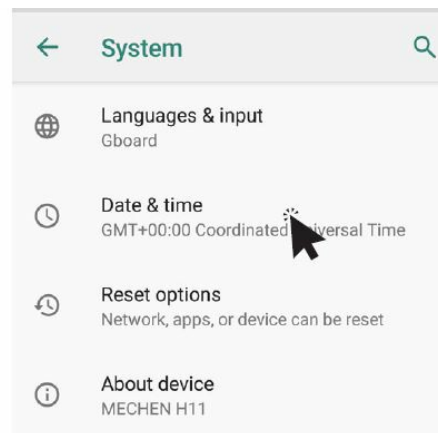 System
Languages & input
Gboard
Date & time
GMT+00:00 Coordinated Universal Time
Reset options
Network, apps, or device can be reset
About device
MECHEN H11